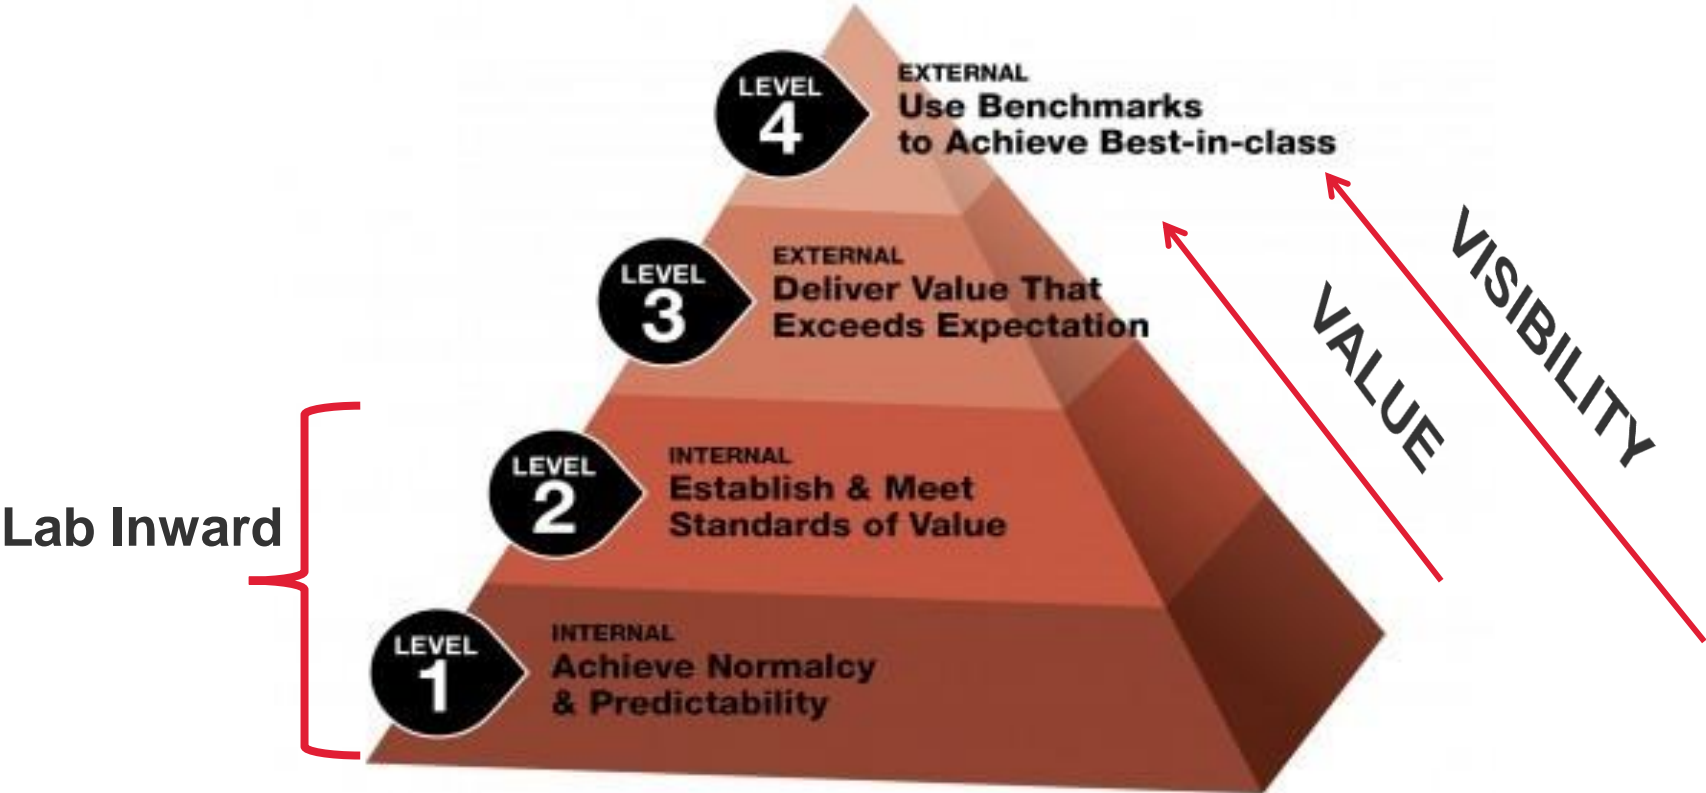 LEVEL
4
EXTERNAL
Use Benchmarks
to Achieve Best-in-class
LEVEL
3
EXTERNAL
Deliver Value That
Exceeds Expectation
VALUE
VISIBILITY
LEVEL
2
INTERNAL
Establish & Meet
Standards of Value
Lab Inward
LEVEL
1
INTERNAL
Achieve Normalcy
& Predictability